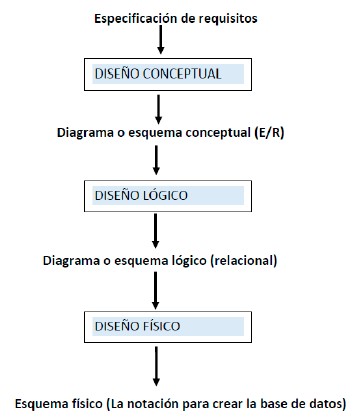 Especificación de requisitos
DISEÑO CONCEPTUAL
Diagrama o esquema conceptual (E/R)
DISEÑO LÓGICO
Diagrama o esquema lógico (relacional)
DISEÑO FÍSICO
Esquema físico (La notación para crear la base de datos)